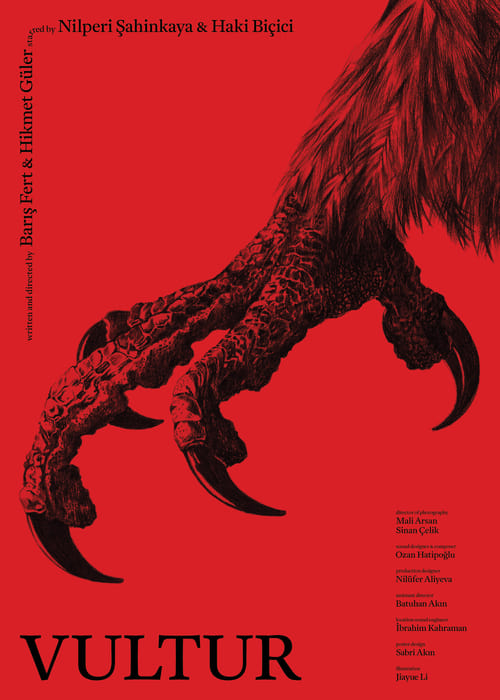 written and directed by Barış Fert & Hikmet Güler
starred by Nilperi Şahinkaya & Haki Biçici
director of photography
Mali Arsan
Sinan Çelik
sound designer & composer
Ozan Hatipoğlu
production designer
Nilüfer Aliyeva
assistant director
Batuhan Akın
location sound engineer
İbrahim Kahraman
poster design
Sabri Akın
illustration
Jiayue Li
VULTUR